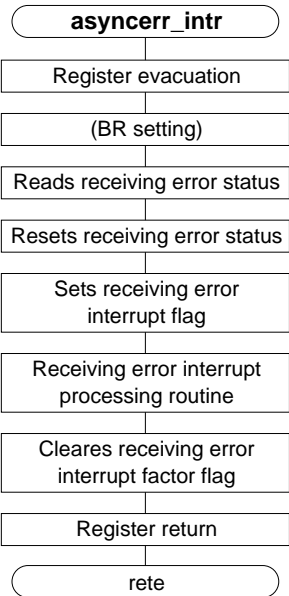 asyncerr_intr
Register evacuation
(BR setting)
Reads receiving error status
Resets receiving error status
Sets receiving error
interrupt flag
Receiving error interrupt
processing routine
Cleares receiving error
interrupt factor flag
Register return
rete